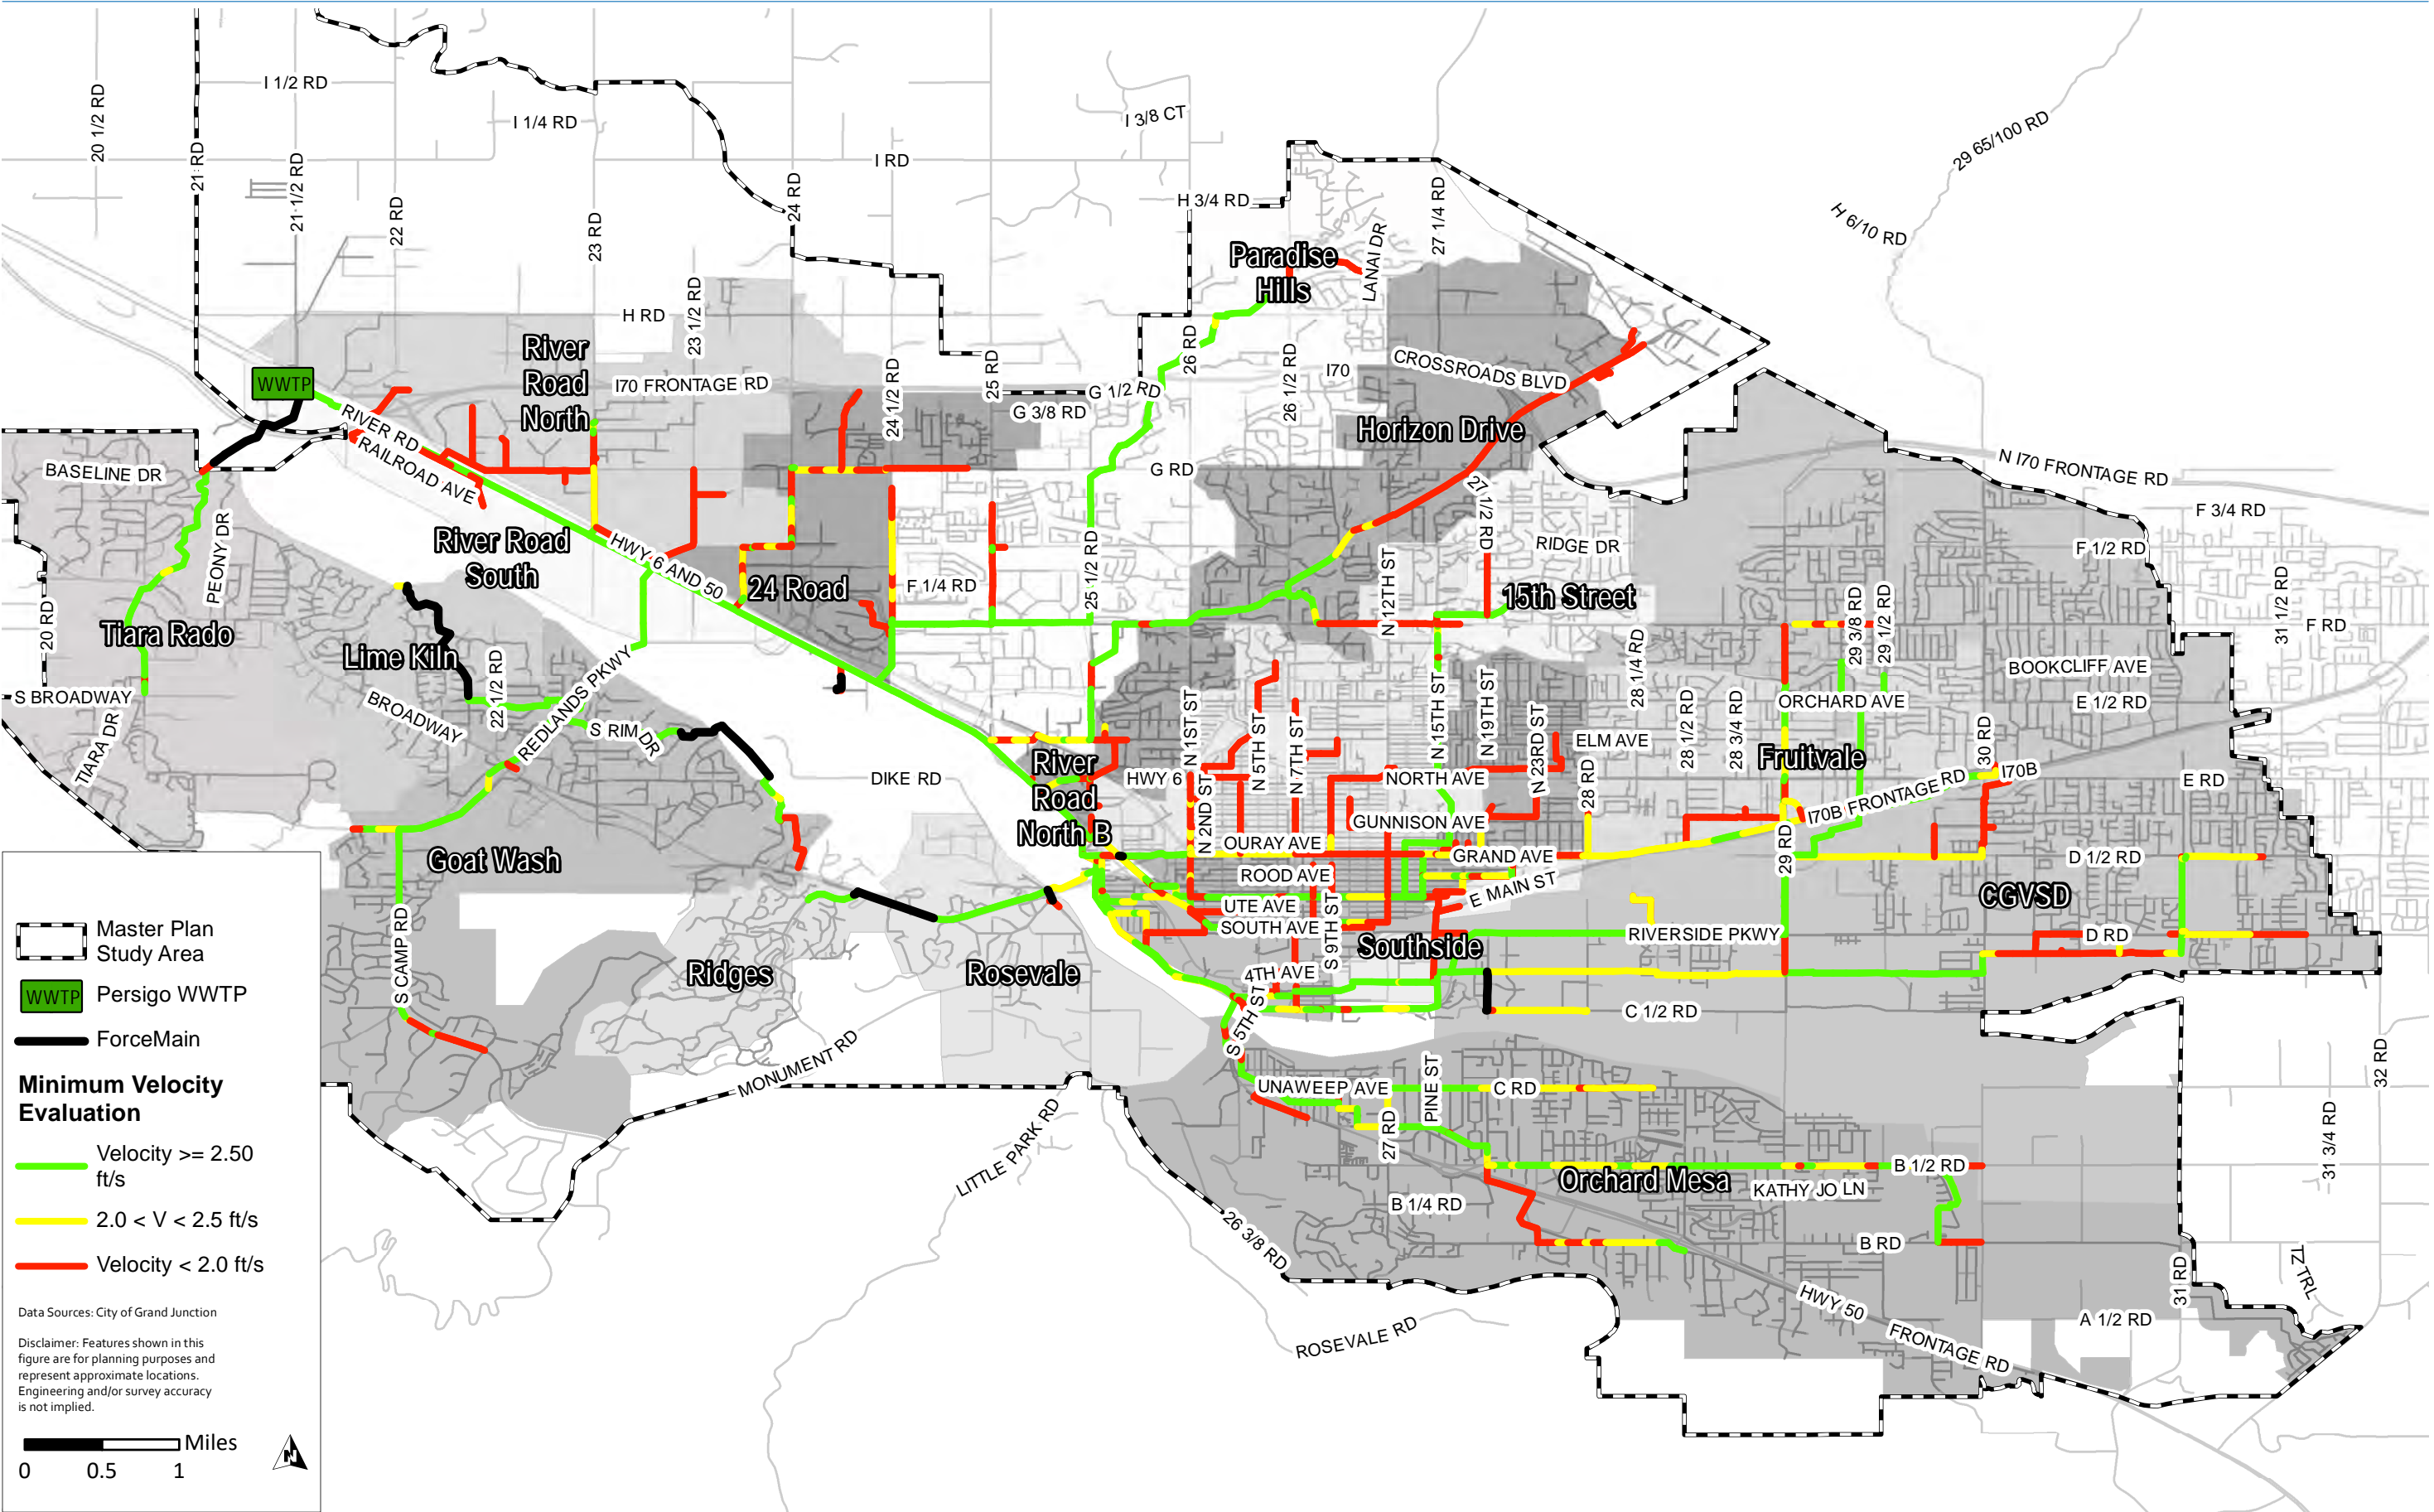 I 1/2 RD
I 1/4 RD
I 3/8 CT
20 1/2 RD
21 RD
21 1/2 RD
22 RD
23 RD
24 RD
I RD
29 65/100 RD
H 3/4 RD
27 1/4 RD
H 6/10 RD
LANAI DR
Paradise
Hills
H RD
23 1/2 RD
26 RD
River
Road
North
I70 FRONTAGE RD
24 1/2 RD
25 RD
G 1/2 RD
G 3/8 RD
26 1/2 RD
I70
CROSSROADS BLVD
WWTP
RIVER RD
RAILROAD AVE
Horizon Drive
BASELINE DR
G RD
N I70 FRONTAGE RD
27 1/2 RD
F 3/4 RD
PEONY DR
River Road
South
HWY 6 AND 50
RIDGE DR
F 1/2 RD
24 Road
F 1/4 RD
25 1/2 RD
N 12TH ST
15th Street
29 3/8 RD
29 1/2 RD
31 1/2 RD
F RD
20 RD
Tiara Rado
Lime Kiln
22 1/2 RD
REDLANDS PKWY
28 1/4 RD
BOOKCLIFF AVE
S BROADWAY
BROADWAY
S RIM DR
TIARA DR
N 1ST ST
N 5TH ST
N 7TH ST
N 15TH ST
N 19TH ST
N 23RD ST
28 1/2 RD
28 3/4 RD
ORCHARD AVE
E 1/2 RD
ELM AVE
Fruitvale
30 RD
River
Road
North B
DIKE RD
HWY 6
N 2ND ST
NORTH AVE
28 RD
I70B FRONTAGE RD
I70B
E RD
GUNNISON AVE
OURAY AVE
GRAND AVE
29 RD
D 1/2 RD
Goat Wash
ROOD AVE
E MAIN ST
CGVSD
UTE AVE
SOUTH AVE
S 9TH ST
Southside
RIVERSIDE PKWY
D RD
S CAMP RD
Ridges
Rosevale
4TH AVE
S 5TH ST
C 1/2 RD
MONUMENT RD
UNAWEEP AVE
PINE ST
C RD
32 RD
LITTLE PARK RD
27 RD
31 3/4 RD
B 1/2 RD
Orchard Mesa
KATHY JO LN
B 1/4 RD
26 3/8 RD
B RD
31 RD
TZ TRL
HWY 50
FRONTAGE RD
A 1/2 RD
ROSEVALE RD
Master Plan
Study Area
WWTP
Persigo WWTP
ForceMain
Minimum Velocity
Evaluation
Velocity >= 2.50
ft/s
2.0 < V < 2.5 ft/s
Velocity < 2.0 ft/s
Data Sources: City of Grand Junction
Disclaimer: Features shown in this
figure are for planning purposes and
represent approximate locations.
Engineering and/or survey accuracy
is not implied.
Miles
0 0.5 1
N